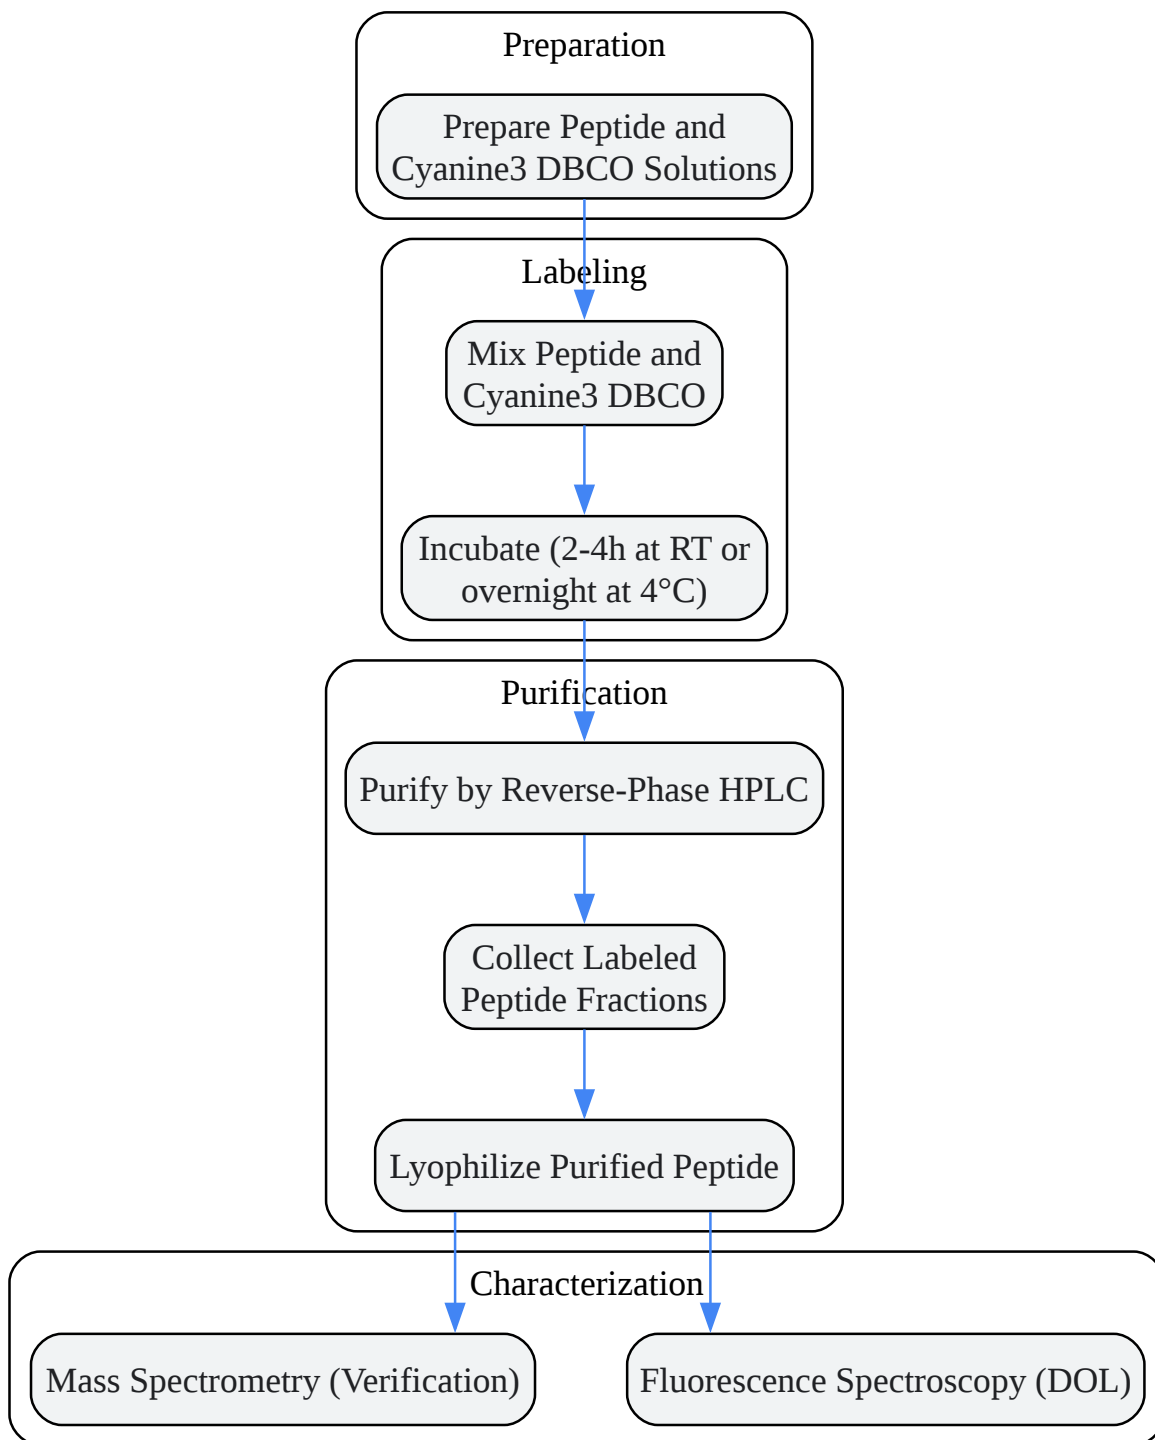 Preparation
Prepare Peptide and
Cyanine3 DBCO Solutions
Labeling
Mix Peptide and
Cyanine3 DBCO
Incubate (2-4h at RT or
overnight at 4°C)
Purification
Purify by Reverse-Phase HPLC
Collect Labeled
Peptide Fractions
Lyophilize Purified Peptide
Characterization
Mass Spectrometry (Verification)
Fluorescence Spectroscopy (DOL)